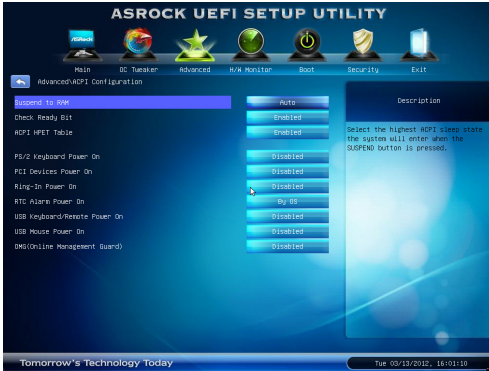 ASROCK UEFI SETUP UTILITY
ASRock
Main
OC Tweaker
Advanced
H/W Monitor
Boot
Security
Exit
Advanced\ACPI Configuration
Description
Suspend to RAM Auto
Check Ready Bit Enabled
ACPI HPET Table Enabled
Select the highest ACPI sleep state
the system will enter when the
SUSPEND button is pressed.
PS/2 Keyboard Power On Disabled
PCI Devices Power On Disabled
Ring-In Power On Disabled
RTC Alarm Power On By OS
USB Keyboard/Remote Power On Disabled
USB Mouse Power On Disabled
OMG(Online Management Guard) Disabled
Tomorrow's Technology Today
Tue 03/13/2012, 16:01:10